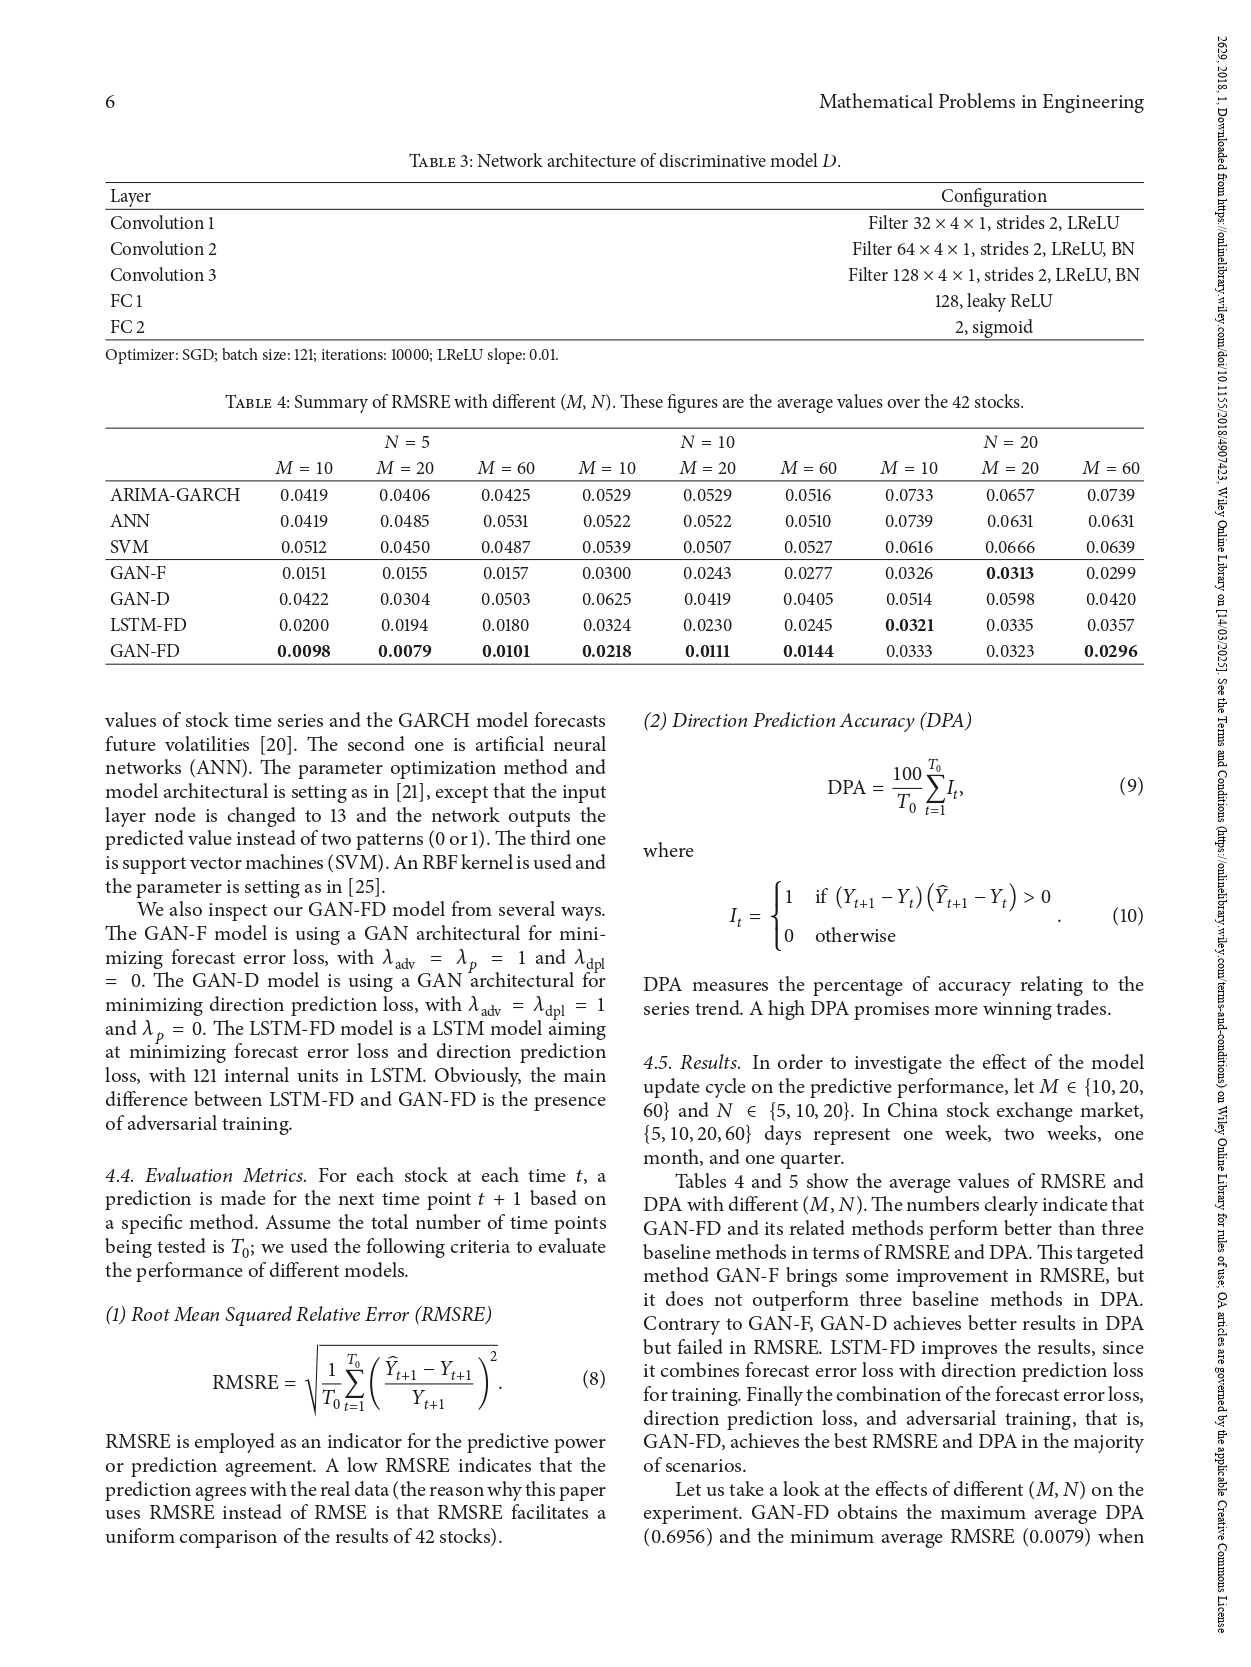 6
Mathematical Problems in Engineering
Table 3: Network architecture of discriminative model D.
Layer Configuration
Convolution 1 Filter 32 × 4 × 1, strides 2, LReLU
Convolution 2 Filter 64 × 4 × 1, strides 2, LReLU, BN
Convolution 3 Filter 128 × 4 × 1, strides 2, LReLU, BN
FC 1 128, leaky ReLU
FC 2 2, sigmoid
Optimizer: SGD; batch size: 121; iterations: 10000; LReLU slope: 0.01.
Table 4: Summary of RMSRE with different (M, N). These figures are the average values over the 42 stocks.
N = 5 N = 10 N = 20
M = 10 M = 20 M = 60 M = 10 M = 20 M = 60 M = 10 M = 20 M = 60
ARIMA-GARCH 0.0419 0.0406 0.0425 0.0529 0.0529 0.0516 0.0733 0.0657 0.0739
ANN 0.0419 0.0485 0.0531 0.0522 0.0522 0.0510 0.0739 0.0631 0.0631
SVM 0.0512 0.0450 0.0487 0.0539 0.0507 0.0527 0.0616 0.0666 0.0639
GAN-F 0.0151 0.0155 0.0157 0.0300 0.0243 0.0277 0.0326 0.0313 0.0299
GAN-D 0.0422 0.0304 0.0503 0.0625 0.0419 0.0405 0.0514 0.0598 0.0420
LSTM-FD 0.0200 0.0194 0.0180 0.0324 0.0230 0.0245 0.0321 0.0335 0.0357
GAN-FD 0.0098 0.0079 0.0101 0.0218 0.0111 0.0144 0.0333 0.0323 0.0296
values of stock time series and the GARCH model forecasts
future volatilities [20]. The second one is artificial neural
networks (ANN). The parameter optimization method and
model architectural is setting as in [21], except that the input
layer node is changed to 13 and the network outputs the
predicted value instead of two patterns (0 or 1). The third one
is support vector machines (SVM). An RBF kernel is used and
the parameter is setting as in [25].
We also inspect our GAN-FD model from several ways.
The GAN-F model is using a GAN architectural for mini-
mizing forecast error loss, with λ_adv = λ_p = 1 and λ_dpl
= 0. The GAN-D model is using a GAN architectural for
minimizing direction prediction loss, with λ_adv = λ_dpl = 1
and λ_p = 0. The LSTM-FD model is a LSTM model aiming
at minimizing forecast error loss and direction prediction
loss, with 121 internal units in LSTM. Obviously, the main
difference between LSTM-FD and GAN-FD is the presence
of adversarial training.
4.4. Evaluation Metrics. For each stock at each time t, a
prediction is made for the next time point t + 1 based on
a specific method. Assume the total number of time points
being tested is T_0; we used the following criteria to evaluate
the performance of different models.
(1) Root Mean Squared Relative Error (RMSRE)
RMSRE = √(1/T_0 ∑_{t=1}^{T_0} ((Ŷ_{t+1} − Y_{t+1})/Y_{t+1})^2). (8)
RMSRE is employed as an indicator for the predictive power
or prediction agreement. A low RMSRE indicates that the
prediction agrees with the real data (the reason why this paper
uses RMSRE instead of RMSE is that RMSRE facilitates a
uniform comparison of the results of 42 stocks).
(2) Direction Prediction Accuracy (DPA)
DPA = 100/T_0 ∑_{t=1}^{T_0} I_t, (9)
where
I_t = { 1 if (Y_{t+1} − Y_t)(Ŷ_{t+1} − Y_t) > 0
0 otherwise . (10)
DPA measures the percentage of accuracy relating to the
series trend. A high DPA promises more winning trades.
4.5. Results. In order to investigate the effect of the model
update cycle on the predictive performance, let M ∈ {10, 20,
60} and N ∈ {5, 10, 20}. In China stock exchange market,
{5, 10, 20, 60} days represent one week, two weeks, one
month, and one quarter.
Tables 4 and 5 show the average values of RMSRE and
DPA with different (M, N). The numbers clearly indicate that
GAN-FD and its related methods perform better than three
baseline methods in terms of RMSRE and DPA. This targeted
method GAN-F brings some improvement in RMSRE, but
it does not outperform three baseline methods in DPA.
Contrary to GAN-F, GAN-D achieves better results in DPA
but failed in RMSRE. LSTM-FD improves the results, since
it combines forecast error loss with direction prediction loss
for training. Finally the combination of the forecast error loss,
direction prediction loss, and adversarial training, that is,
GAN-FD, achieves the best RMSRE and DPA in the majority
of scenarios.
Let us take a look at the effects of different (M, N) on the
experiment. GAN-FD obtains the maximum average DPA
(0.6956) and the minimum average RMSRE (0.0079) when
2629, 2018, 1, Downloaded from https://onlinelibrary.wiley.com/doi/10.1155/2018/4907423, Wiley Online Library on [14/03/2025]. See the Terms and Conditions (https://onlinelibrary.wiley.com/terms-and-conditions) on Wiley Online Library for rules of use; OA articles are governed by the applicable Creative Commons License